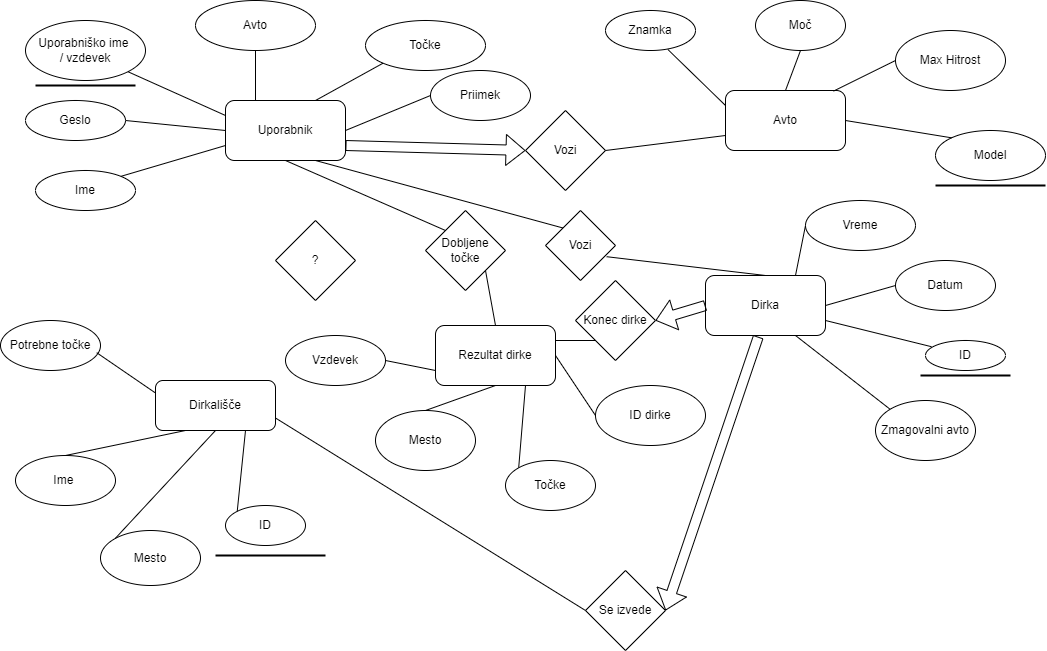 Avto
Uporabniško ime
/ vzdevek
Točke
Priimek
Geslo
Uporabnik
Ime
Vozi
Znamka
Moč
Max Hitrost
Avto
Model
?
Dobljene
točke
Vozi
Vreme
Datum
Dirka
Konec dirke
ID
Zmagovalni avto
Potrebne točke
Vzdevek
Rezultat dirke
ID dirke
Mesto
Točke
Dirkališče
Ime
ID
Mesto
Se izvede